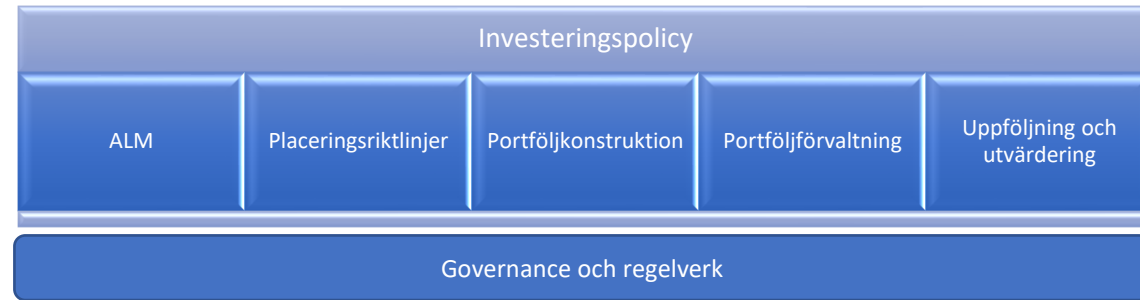 Investeringspolicy
ALM
Placeringsriktlinjer
Portföljkonstruktion
Portföljförvaltning
Uppföljning och
utvärdering
Governance och regelverk